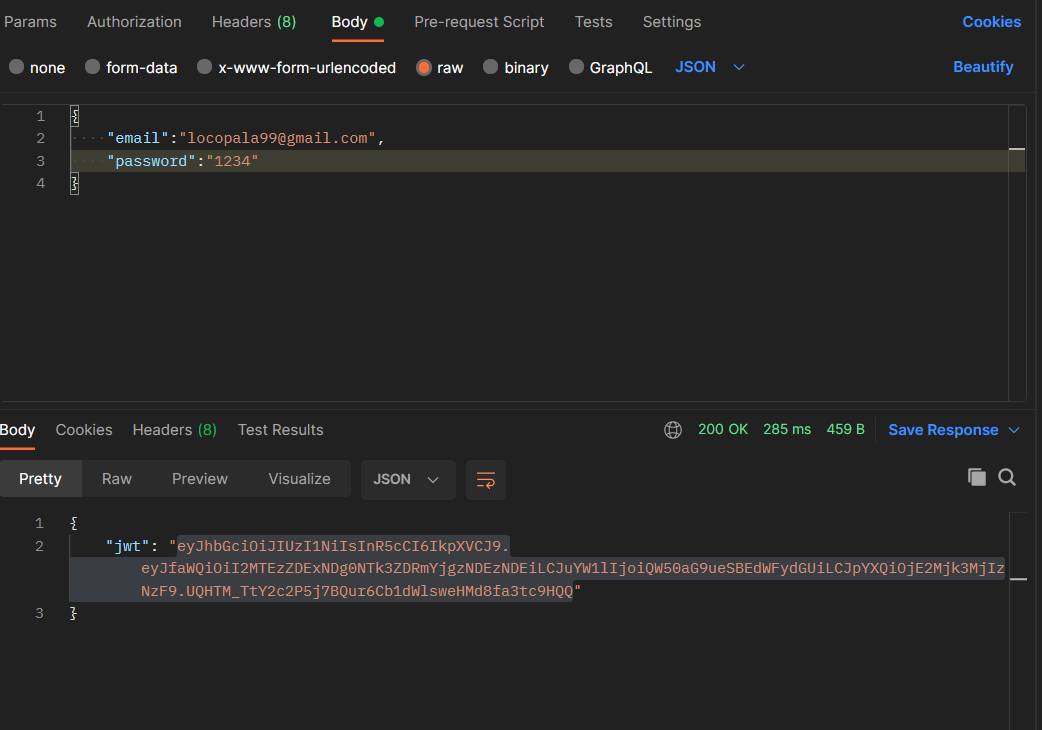 Params Authorization Headers (8) Body Pre-request Script Tests Settings Cookies
none form-data x-www-form-urlencoded raw binary GraphQL JSON Beautify
1 {
2 "email":"locopala99@gmail.com",
3 "password":"1234"
4 }
Body Cookies Headers (8) Test Results 200 OK 285 ms 459 B Save Response
Pretty Raw Preview Visualize JSON
1 {
2 "jwt": "eyJhbGciOiJIUzI1NiIsInR5cCI6IkpXVCJ9.
eyJfaWQiOiI2MTEzZDExNDg0NTk3ZDRmYjgzNDEzNDEiLCJuYW1lIjoiQW50aG9ueSBEdWFydGUiLCJpYXQiOjE2Mjk3MjIz
NzF9.UQHTM_TtY2c2P5j7BQur6Cb1dWlsweHMd8fa3tc9HQQ"
3 }